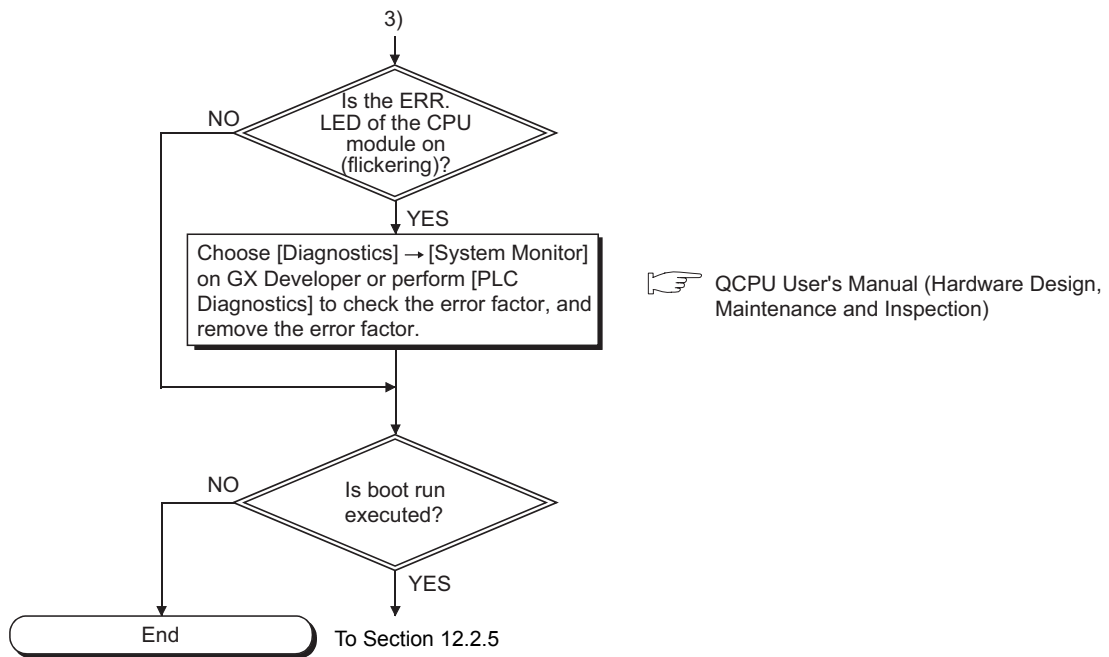 3)
Is the ERR.
LED of the CPU
module on
(flickering)?
NO
YES
Choose [Diagnostics] → [System Monitor]
on GX Developer or perform [PLC
Diagnostics] to check the error factor, and
remove the error factor.
QCPU User's Manual (Hardware Design,
Maintenance and Inspection)
NO
Is boot run
executed?
YES
End
To Section 12.2.5